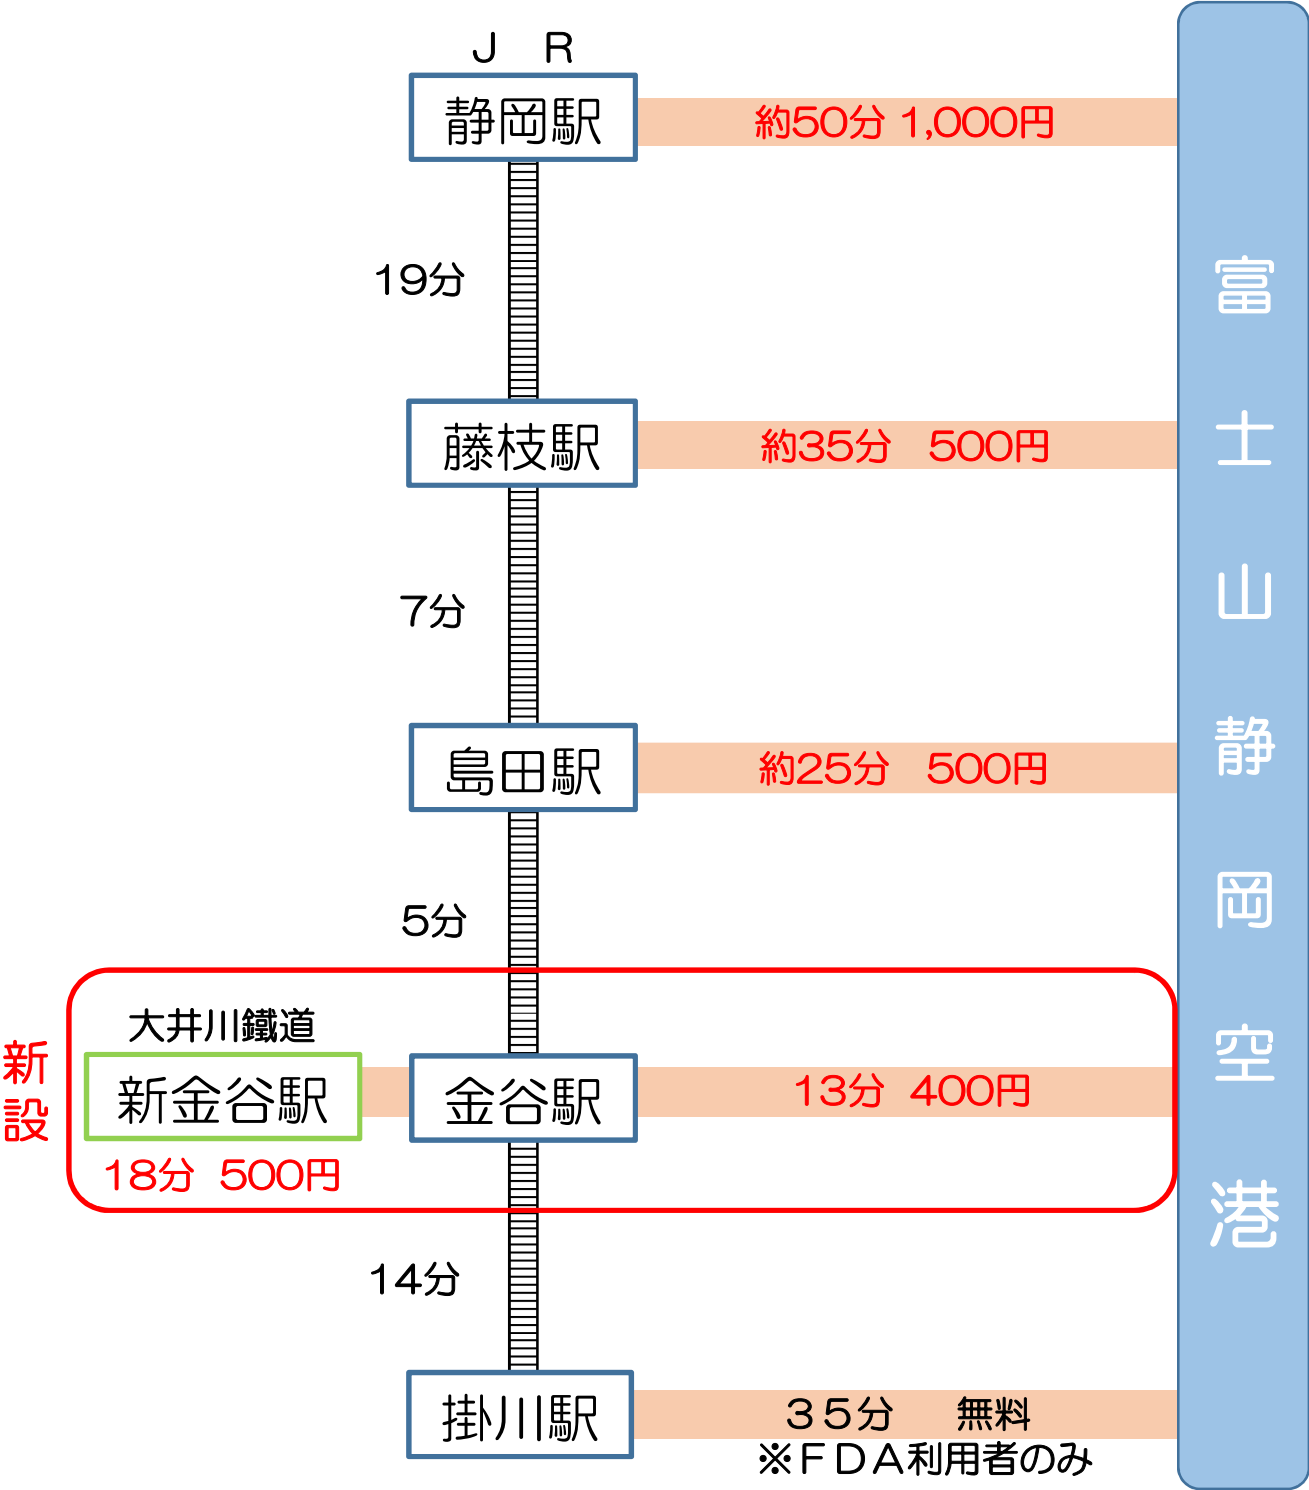 ＪＲ
静岡駅
約50分 1,000円
19分
藤枝駅
約35分 500円
7分
島田駅
約25分 500円
5分
新設
大井川鐵道
新金谷駅
18分 500円
金谷駅
13分 400円
14分
掛川駅
３５分 無料
※ＦＤＡ利用者のみ
富士山静岡空港